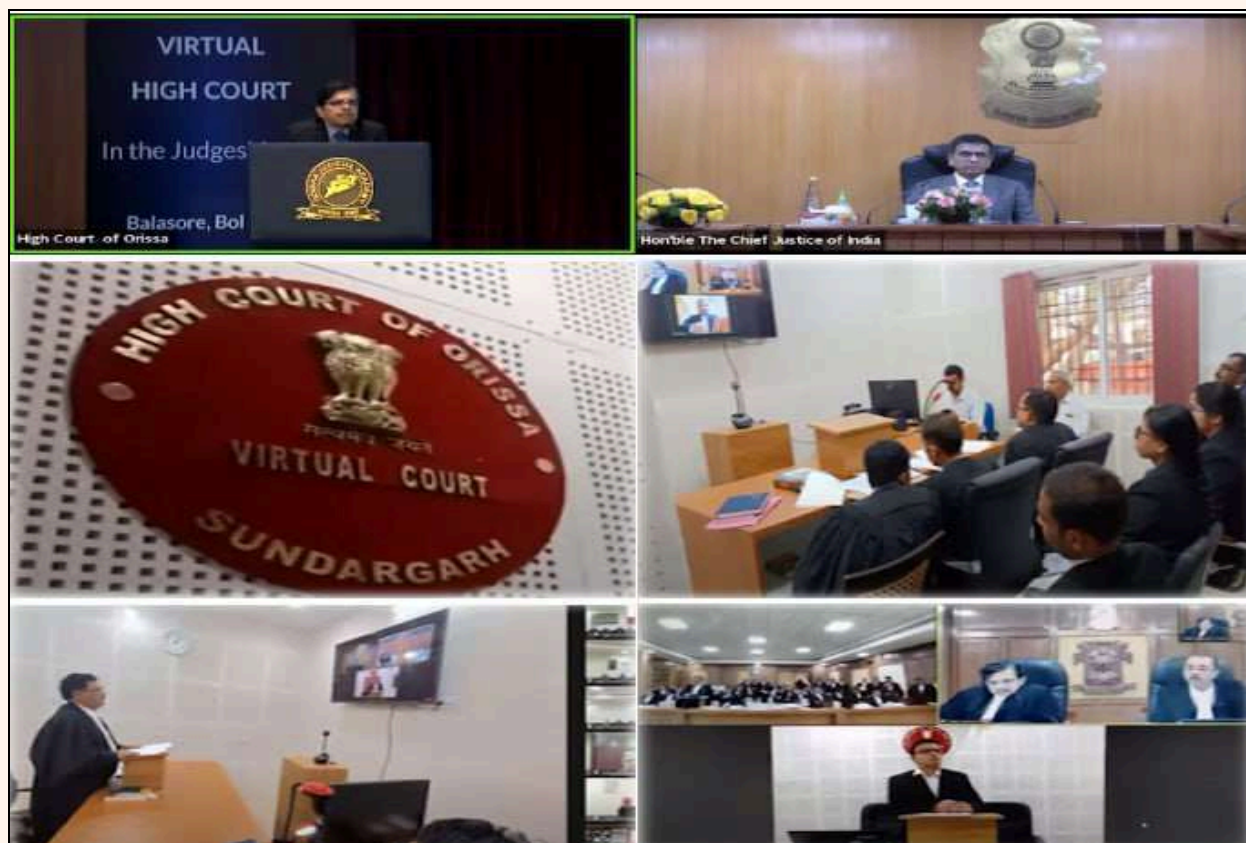 VIRTUAL
HIGH COURT
In the Judges'
Balasore, Bol
High Court of Orissa
Hon'ble The Chief Justice of India
HIGH COURT OF ORISSA
सत्यमेव जयते
VIRTUAL COURT
SUNDARGARH